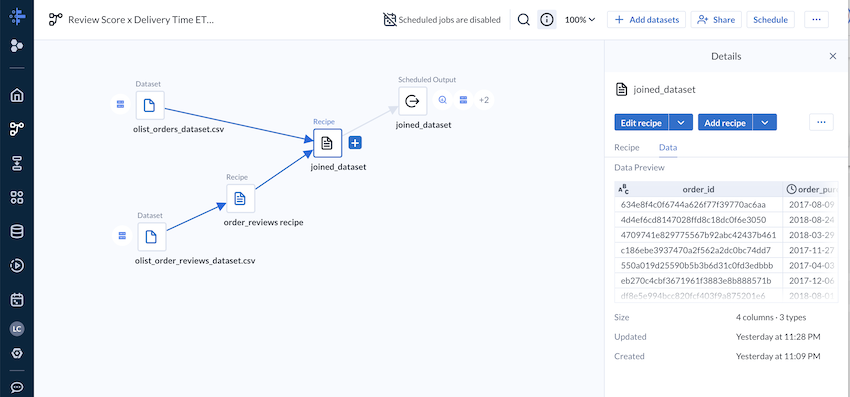 Review Score x Delivery Time ET...
Scheduled jobs are disabled
100%
Add datasets
Share
Schedule
Details
joined_dataset
Edit recipe
Add recipe
Recipe
Data
Data Preview
ABC
order_id
order_pur
634e8f4c0f6744a626f77f39770ac6aa
2017-08-09
4d4ef6cd8147028ffd8c18dc0f6e3050
2018-08-24
4709741e829775567b92abc42437b461
2018-03-29
c186ebe3937470a2f562a2dc0bc74dd7
2017-11-27
550a019d25590b5b3b6d31c0fd3edbbb
2017-04-03
eb270c4cbf3671961f3883e8b888571b
2017-12-06
df8e5e994bcc820fcf403f9a875201e6
2018-08-01
Size
4 columns · 3 types
Updated
Yesterday at 11:28 PM
Created
Yesterday at 11:09 PM
Dataset
olist_orders_dataset.csv
Scheduled Output
+2
joined_dataset
Recipe
joined_dataset
Recipe
order_reviews recipe
Dataset
olist_order_reviews_dataset.csv
LC